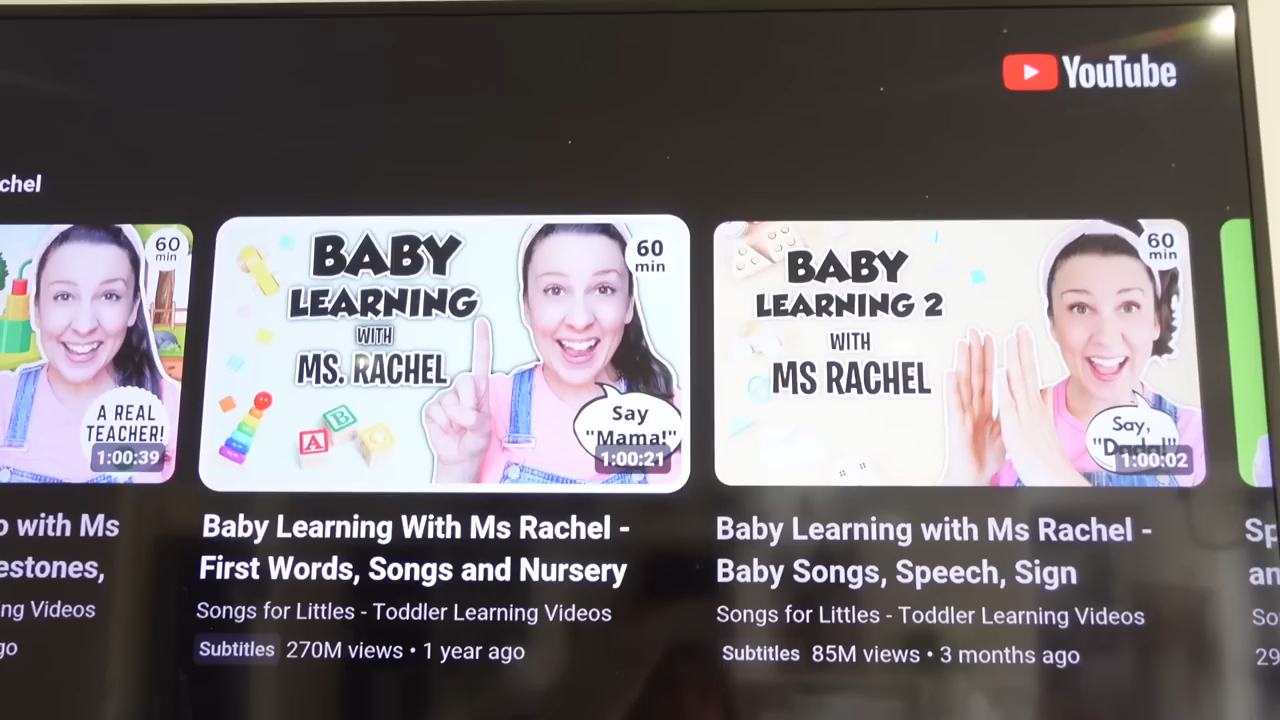 YouTube
chel
60
min
A REAL
TEACHER!
1:00:39
o with Ms
estones,
ng Videos
go
BABY
LEARNING
WITH
MS. RACHEL
60
min
A
B
C
Say
"Mama!"
1:00:21
Baby Learning With Ms Rachel -
First Words, Songs and Nursery
Songs for Littles - Toddler Learning Videos
Subtitles 270M views • 1 year ago
BABY
LEARNING 2
WITH
MS RACHEL
60
min
Say,
"Dada!"
1:00:02
Baby Learning with Ms Rachel -
Baby Songs, Speech, Sign
Songs for Littles - Toddler Learning Videos
Subtitles 85M views • 3 months ago
Sp
an
So
29